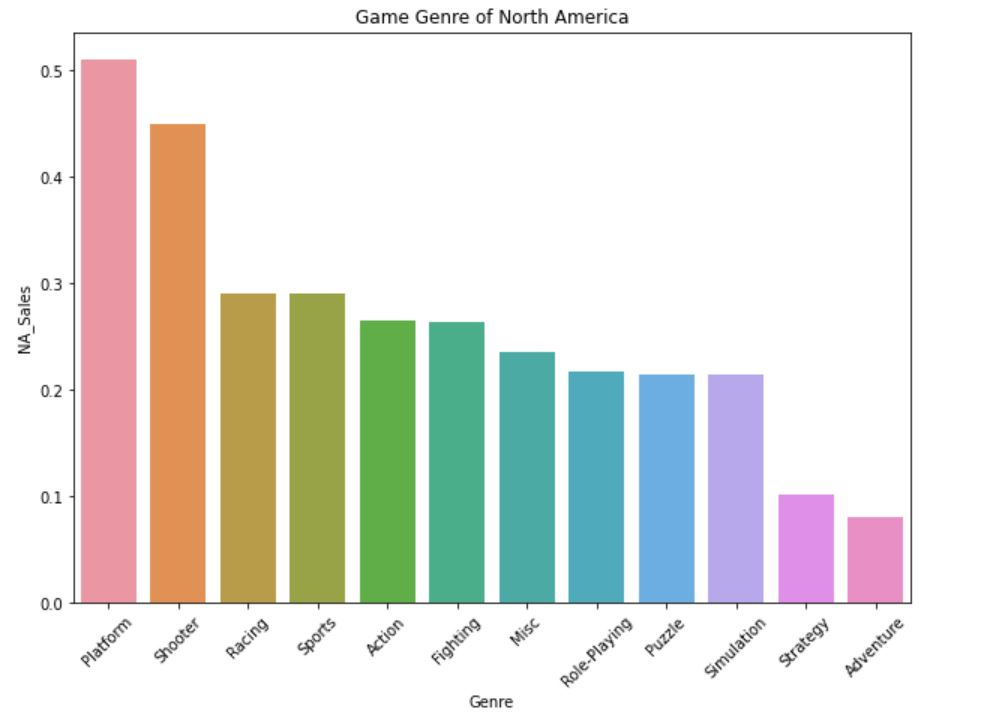 Game Genre of North America
NA_Sales
0.5
0.4
0.3
0.2
0.1
0.0
Platform
Shooter
Racing
Sports
Action
Fighting
Misc
Role-Playing
Puzzle
Simulation
Strategy
Adventure
Genre